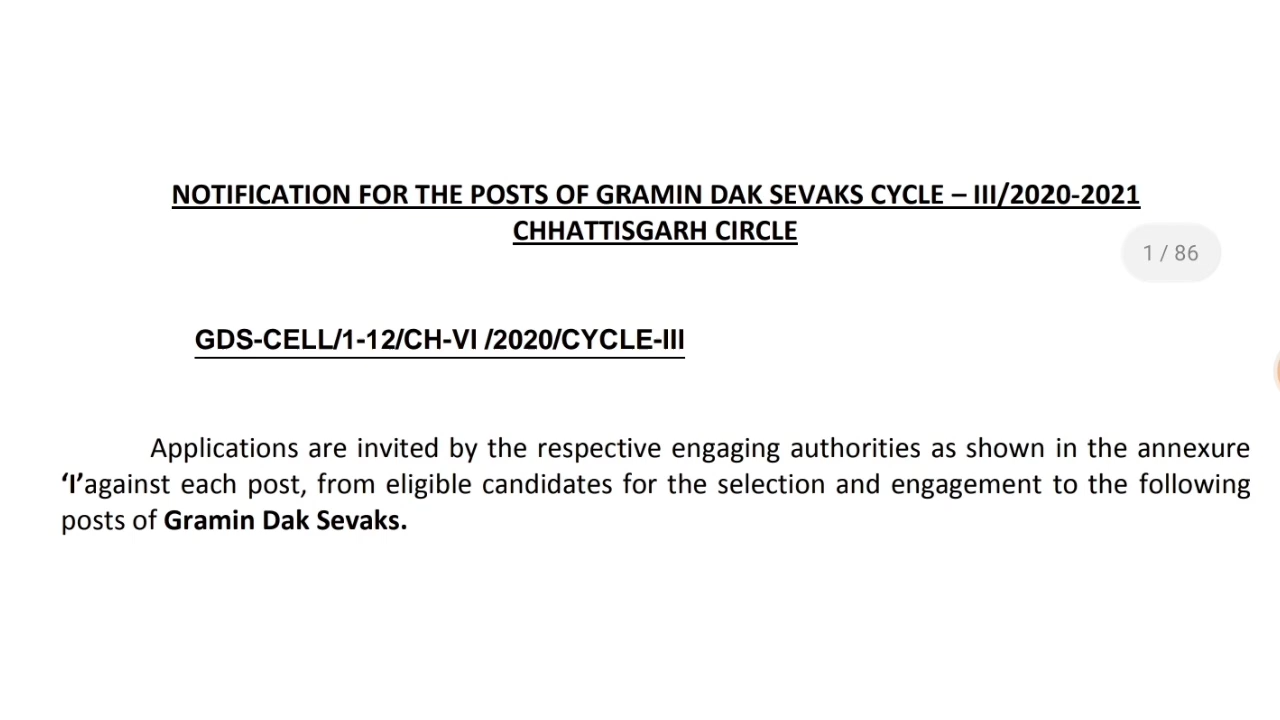 NOTIFICATION FOR THE POSTS OF GRAMIN DAK SEVAKS CYCLE – III/2020-2021
CHHATTISGARH CIRCLE
1 / 86
GDS-CELL/1-12/CH-VI /2020/CYCLE-III
Applications are invited by the respective engaging authorities as shown in the annexure
‘I’against each post, from eligible candidates for the selection and engagement to the following
posts of Gramin Dak Sevaks.